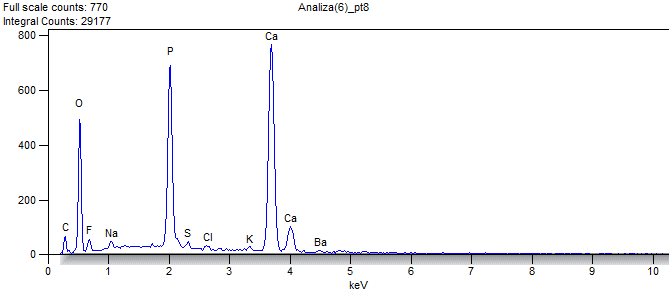 Full scale counts: 770
Analiza(6)_pt8
Integral Counts: 29177
800
Ca
P
600
O
400
200
Ca
C
F
Na
S
Cl
K
Ba
0
0 1 2 3 4 5 6 7 8 9 10
keV